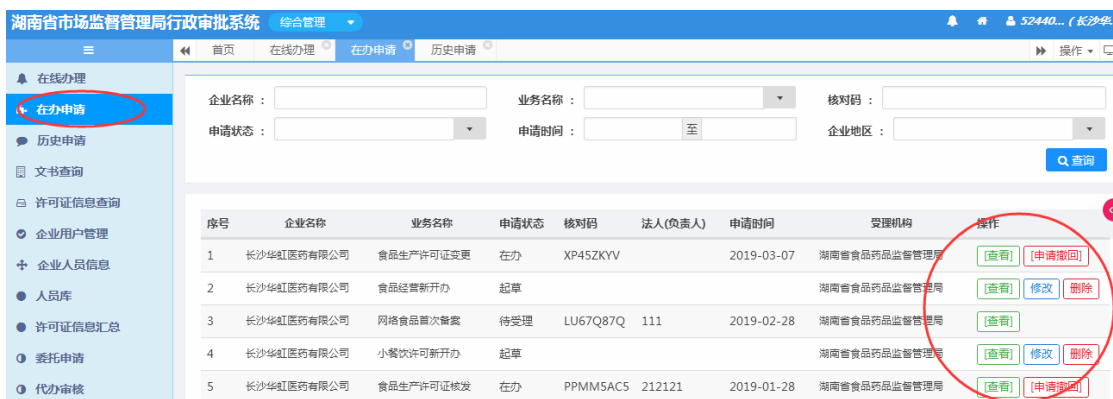 湖南省市场监督管理局行政审批系统 综合管理 52440... (长沙华
首页 在线办理 在办申请 历史申请 操作
在线办理
在办申请
历史申请
文书查询
许可证信息查询
企业用户管理
企业人员信息
人员库
许可证信息汇总
委托申请
代办审核
企业名称 : 业务名称 : 核对码 :
申请状态 : 申请时间 : 至 企业地区 :
查询
序号 企业名称 业务名称 申请状态 核对码 法人(负责人) 申请时间 受理机构 操作
1 长沙华虹医药有限公司 食品生产许可证变更 在办 XP45ZKYV 2019-03-07 湖南省食品药品监督管理局 [查看] [申请撤回]
2 长沙华虹医药有限公司 食品经营新开办 起草 湖南省食品药品监督管理局 [查看] 修改 删除
3 长沙华虹医药有限公司 网络食品首次备案 待受理 LU67Q87Q 111 2019-02-28 湖南省食品药品监督管理局 [查看]
4 长沙华虹医药有限公司 小餐饮许可新开办 起草 湖南省食品药品监督管理局 [查看] 修改 删除
5 长沙华虹医药有限公司 食品生产许可证核发 在办 PPMM5AC5 212121 2019-01-28 湖南省食品药品监督管理局 [查看] [申请撤回]